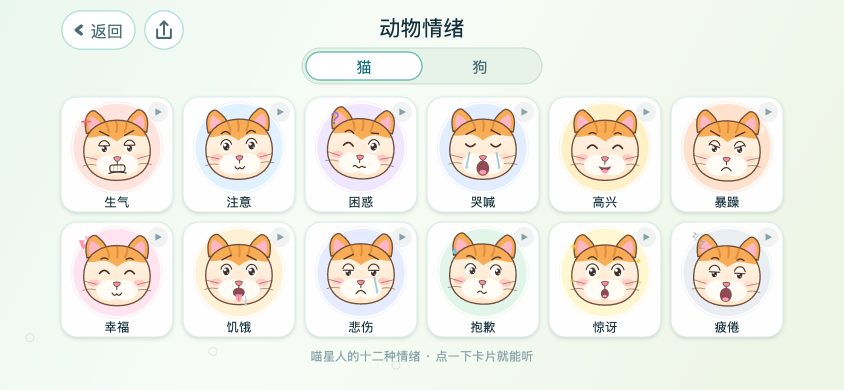 返回
动物情绪
猫
狗
生气
注意
困惑
哭喊
高兴
暴躁
幸福
饥饿
悲伤
抱歉
惊讶
疲倦
喵星人的十二种情绪 · 点一下卡片就能听